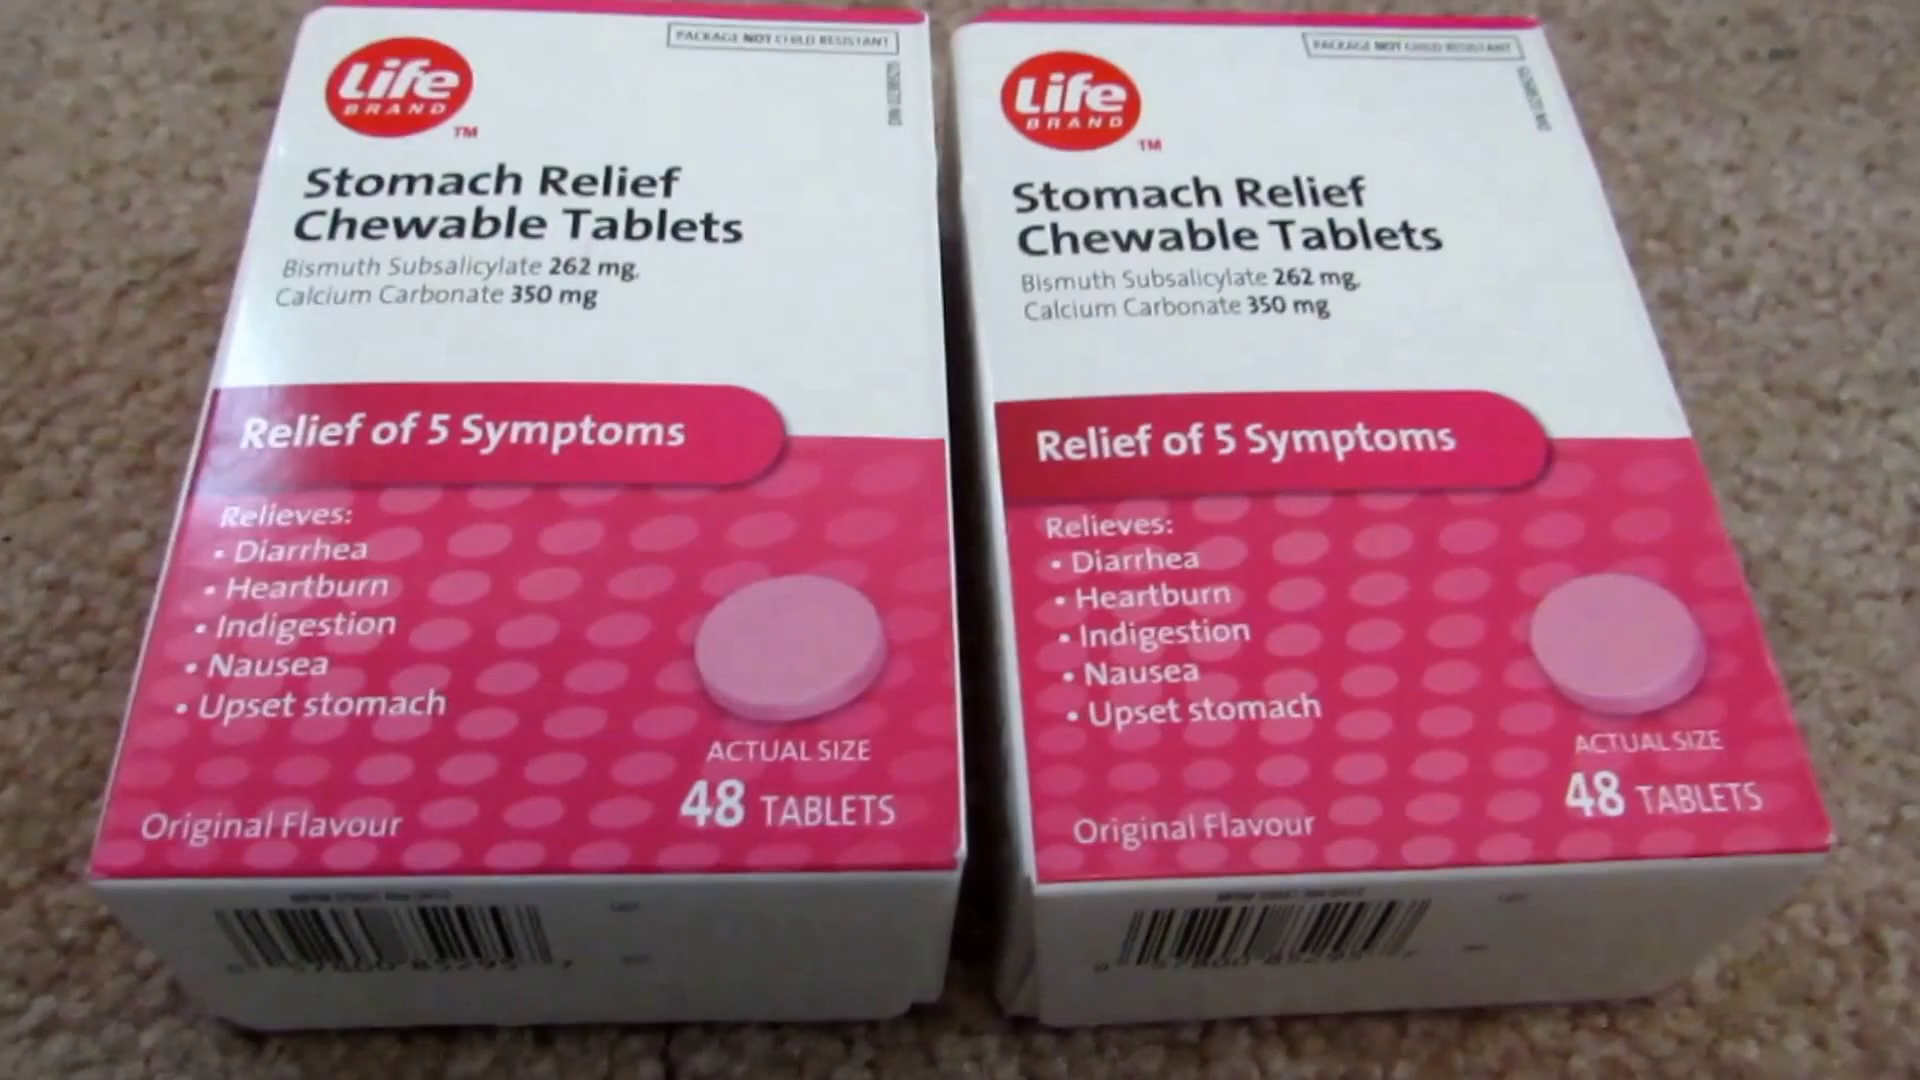 Life
BRAND
TM
PACKAGE NOT CHILD RESISTANT
Stomach Relief
Chewable Tablets
Bismuth Subsalicylate 262 mg,
Calcium Carbonate 350 mg
Relief of 5 Symptoms
Relieves:
• Diarrhea
• Heartburn
• Indigestion
• Nausea
• Upset stomach
ACTUAL SIZE
48 TABLETS
Original Flavour
Life
BRAND
TM
PACKAGE NOT CHILD RESISTANT
Stomach Relief
Chewable Tablets
Bismuth Subsalicylate 262 mg,
Calcium Carbonate 350 mg
Relief of 5 Symptoms
Relieves:
• Diarrhea
• Heartburn
• Indigestion
• Nausea
• Upset stomach
ACTUAL SIZE
48 TABLETS
Original Flavour